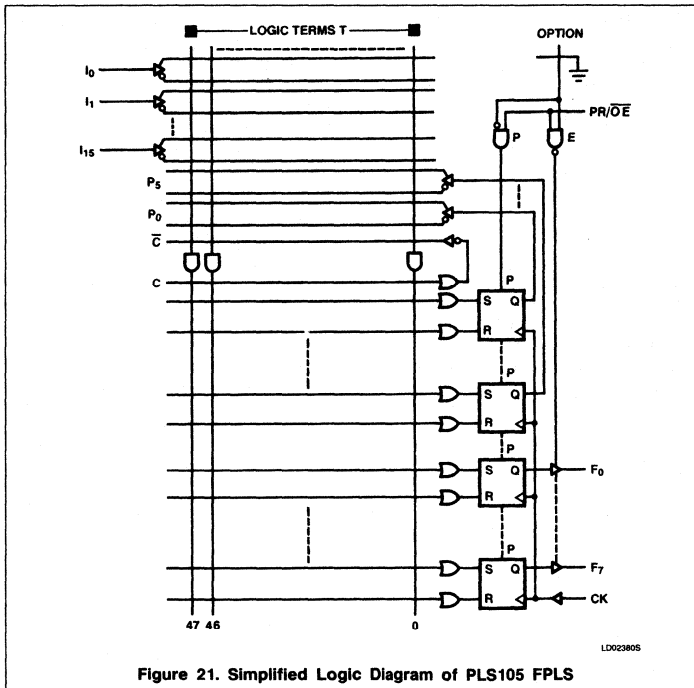 LOGIC TERMS T
OPTION
I0
I1
I15
PR/OE
P
E
P5
P0
C
C
P
S Q
R
P
S Q
R
P
S Q
F0
R
P
S Q
F7
R
CK
47 46 0
LD02380S
Figure 21. Simplified Logic Diagram of PLS105 FPLS